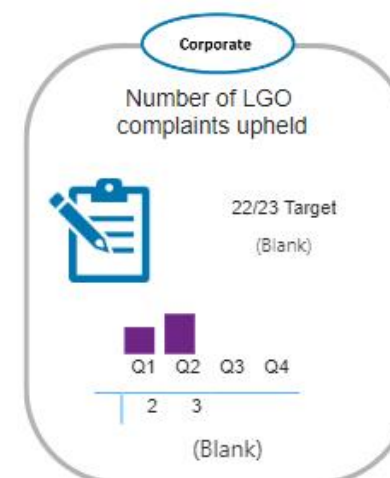 Corporate
Number of LGO
complaints upheld
22/23 Target
(Blank)
Q1 Q2 Q3 Q4
2 3
(Blank)